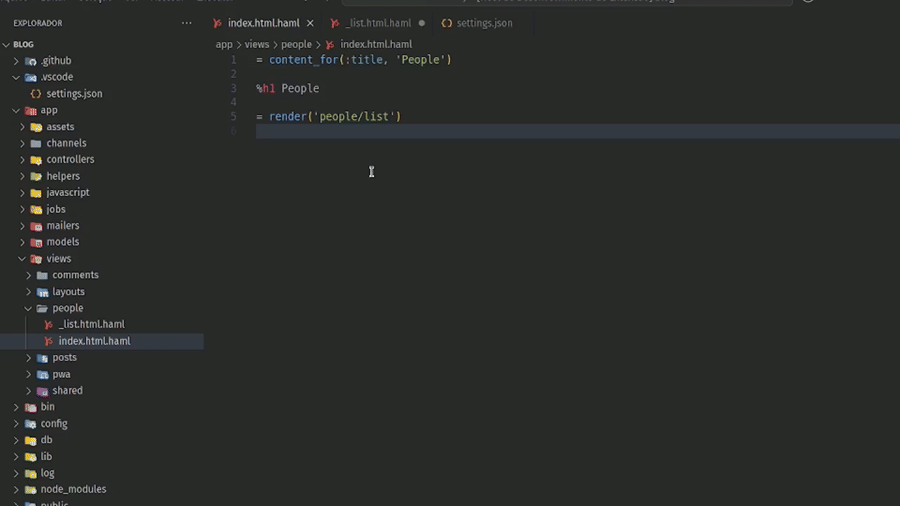 EXPLORADOR
···
index.html.haml
_list.html.haml
settings.json
BLOG
app
views
people
index.html.haml
.github
.vscode
settings.json
app
assets
channels
controllers
helpers
javascript
jobs
mailers
models
views
comments
layouts
people
_list.html.haml
index.html.haml
posts
pwa
shared
bin
config
db
lib
log
node_modules
public
1 = content_for(:title, 'People')
2
3 %h1 People
4
5 = render('people/list')
6